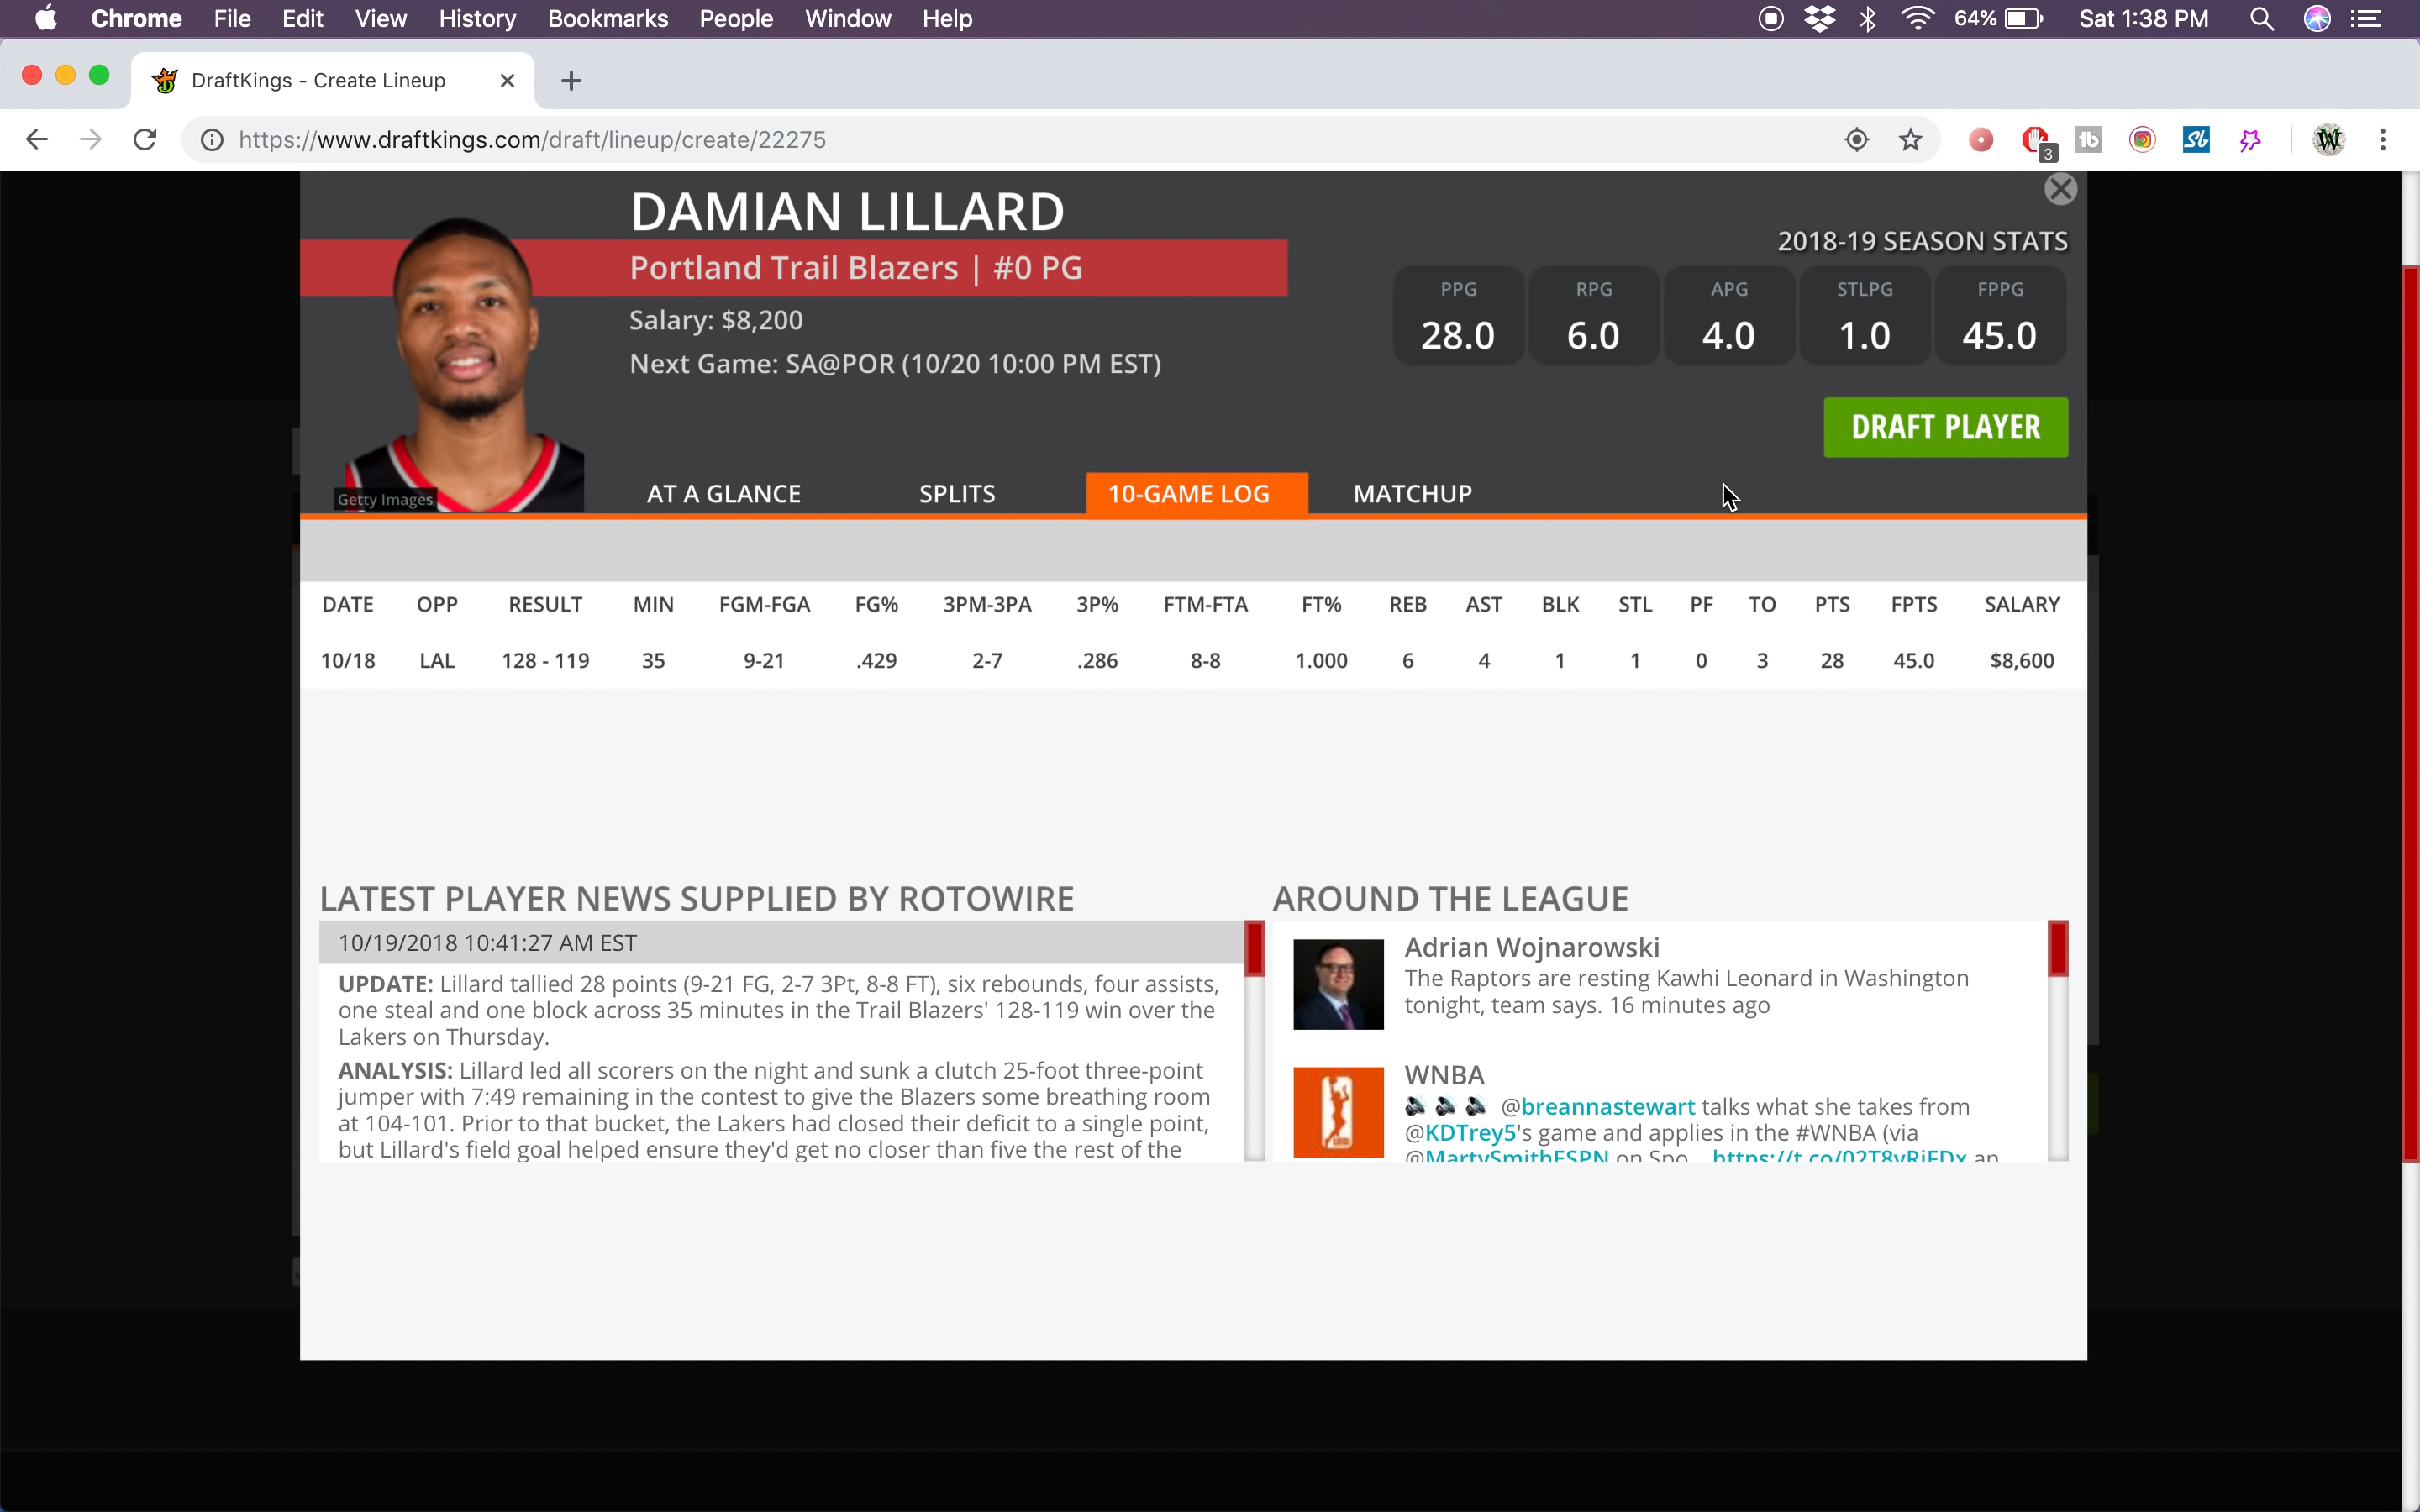 Chrome File Edit View History Bookmarks People Window Help 64% Sat 1:38 PM
DraftKings - Create Lineup
https://www.draftkings.com/draft/lineup/create/22275
3
DAMIAN LILLARD
Portland Trail Blazers | #0 PG
Salary: $8,200
Next Game: SA@POR (10/20 10:00 PM EST)
Getty Images
2018-19 SEASON STATS
PPG RPG APG STLPG FPPG
28.0 6.0 4.0 1.0 45.0
DRAFT PLAYER
AT A GLANCE SPLITS 10-GAME LOG MATCHUP
DATE OPP RESULT MIN FGM-FGA FG% 3PM-3PA 3P% FTM-FTA FT% REB AST BLK STL PF TO PTS FPTS SALARY
10/18 LAL 128 - 119 35 9-21 .429 2-7 .286 8-8 1.000 6 4 1 1 0 3 28 45.0 $8,600
LATEST PLAYER NEWS SUPPLIED BY ROTOWIRE
10/19/2018 10:41:27 AM EST
UPDATE: Lillard tallied 28 points (9-21 FG, 2-7 3Pt, 8-8 FT), six rebounds, four assists,
one steal and one block across 35 minutes in the Trail Blazers' 128-119 win over the
Lakers on Thursday.
ANALYSIS: Lillard led all scorers on the night and sunk a clutch 25-foot three-point
jumper with 7:49 remaining in the contest to give the Blazers some breathing room
at 104-101. Prior to that bucket, the Lakers had closed their deficit to a single point,
but Lillard's field goal helped ensure they'd get no closer than five the rest of the
AROUND THE LEAGUE
Adrian Wojnarowski
The Raptors are resting Kawhi Leonard in Washington
tonight, team says. 16 minutes ago
WNBA
@breannastewart talks what she takes from
@KDTrey5's game and applies in the #WNBA (via
@MartySmithESPN on Spo...